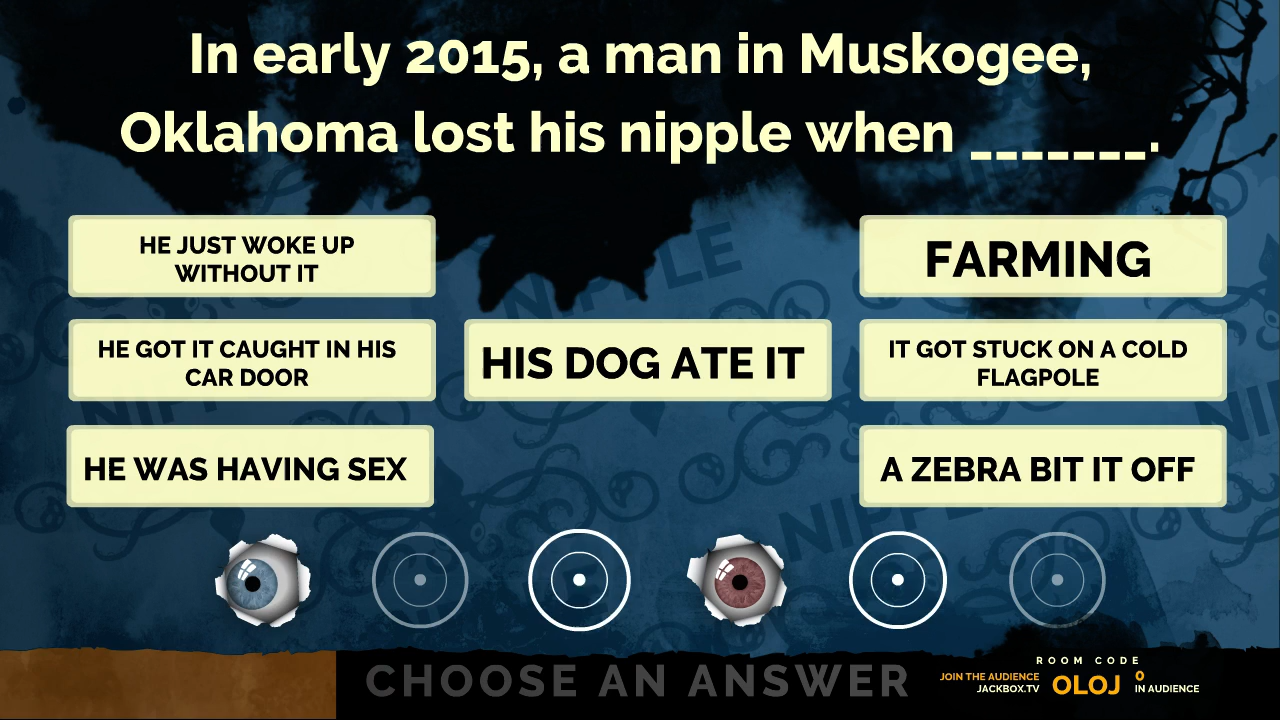 In early 2015, a man in Muskogee,
Oklahoma lost his nipple when _______.
HE JUST WOKE UP
WITHOUT IT
FARMING
HE GOT IT CAUGHT IN HIS
CAR DOOR
HIS DOG ATE IT
IT GOT STUCK ON A COLD
FLAGPOLE
HE WAS HAVING SEX
A ZEBRA BIT IT OFF
NIPPLE
NIPPLE
CHOOSE AN ANSWER
ROOM CODE
JOIN THE AUDIENCE
JACKBOX.TV
OLOJ
0
IN AUDIENCE